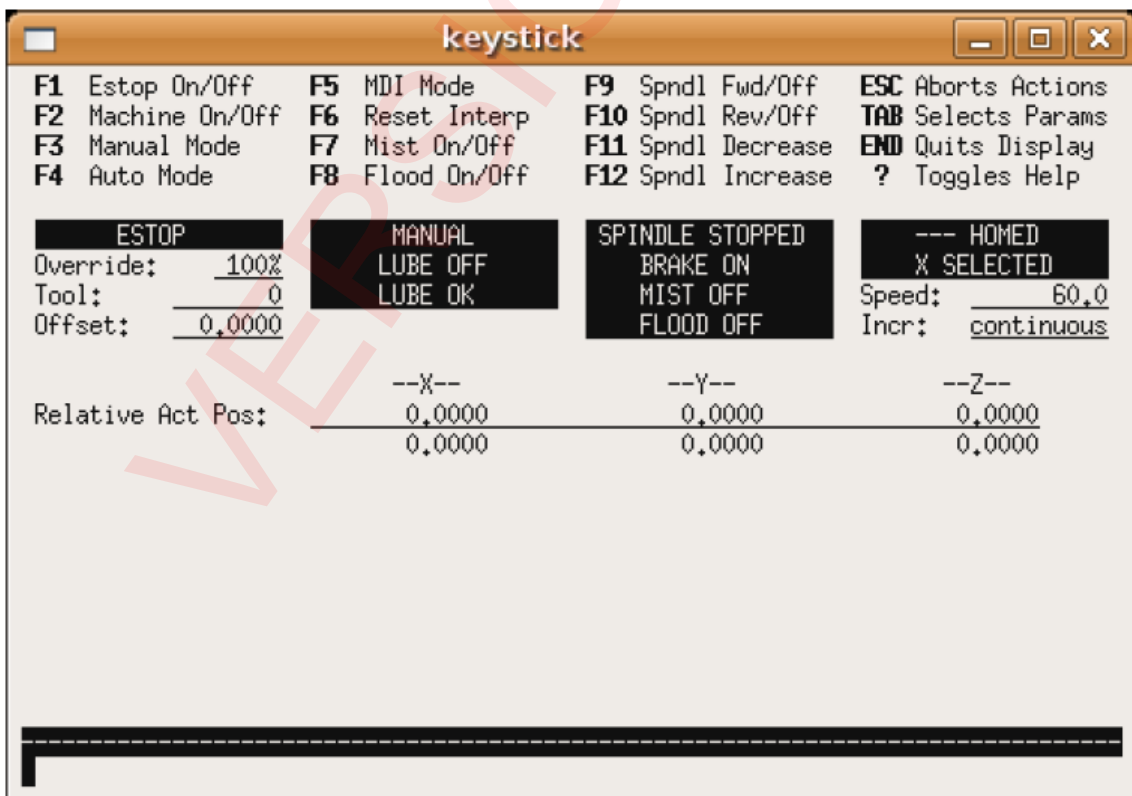 keystick
F1 Estop On/Off F5 MDI Mode F9 Spndl Fwd/Off ESC Aborts Actions
F2 Machine On/Off F6 Reset Interp F10 Spndl Rev/Off TAB Selects Params
F3 Manual Mode F7 Mist On/Off F11 Spndl Decrease END Quits Display
F4 Auto Mode F8 Flood On/Off F12 Spndl Increase ? Toggles Help
ESTOP MANUAL SPINDLE STOPPED --- HOMED
Override: 100% LUBE OFF BRAKE ON X SELECTED
Tool: 0 LUBE OK MIST OFF Speed: 60.0
Offset: 0.0000 FLOOD OFF Incr: continuous
--X-- --Y-- --Z--
Relative Act Pos: 0.0000 0.0000 0.0000
0.0000 0.0000 0.0000
VERS